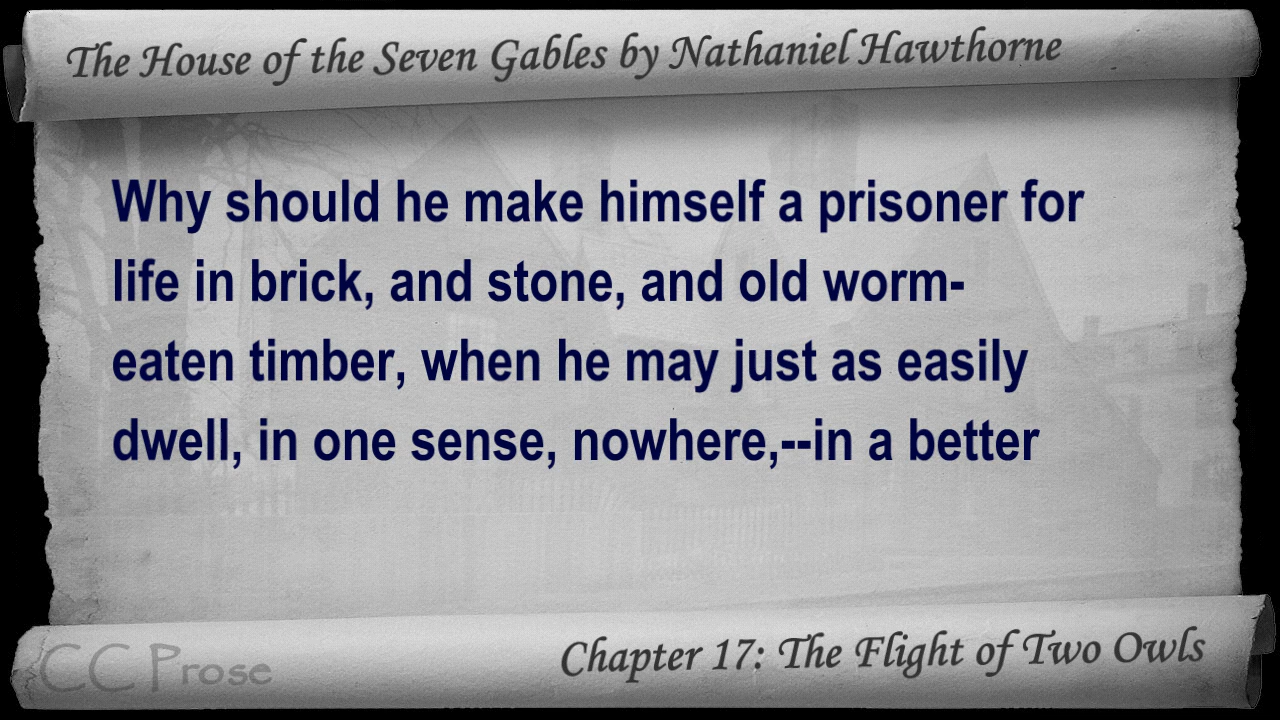 The House of the Seven Gables by Nathaniel Hawthorne
Why should he make himself a prisoner for
life in brick, and stone, and old worm-
eaten timber, when he may just as easily
dwell, in one sense, nowhere,--in a better
CC Prose
Chapter 17: The Flight of Two Owls